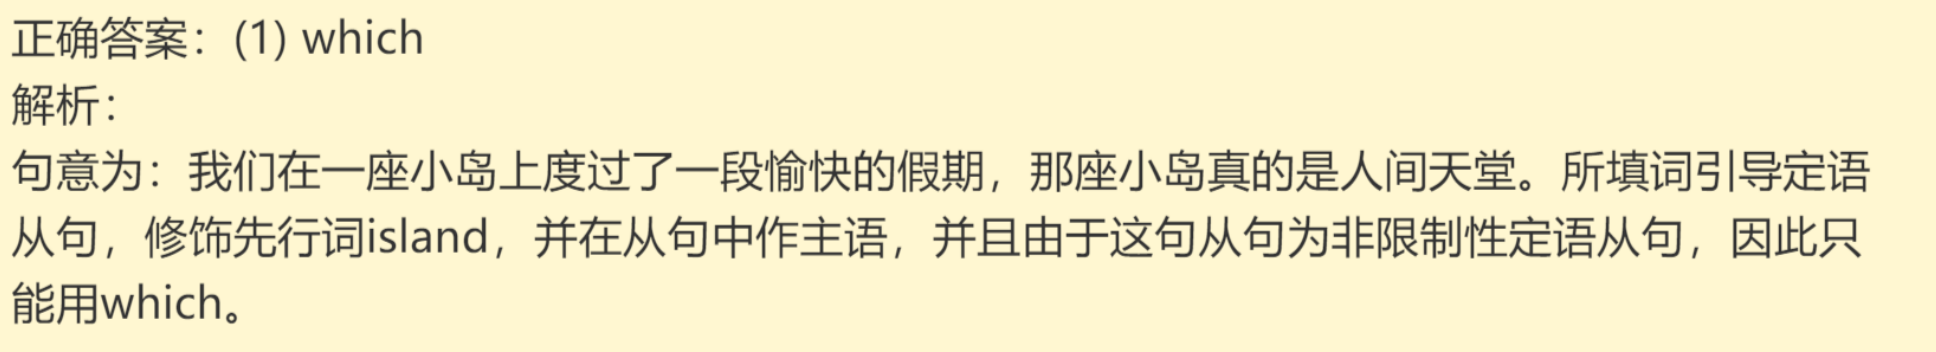 正确答案：(1) which
解析：
句意为：我们在一座小岛上度过了一段愉快的假期，那座小岛真的是人间天堂。所填词引导定语
从句，修饰先行词island，并在从句中作主语，并且由于这句从句为非限制性定语从句，因此只
能用which。